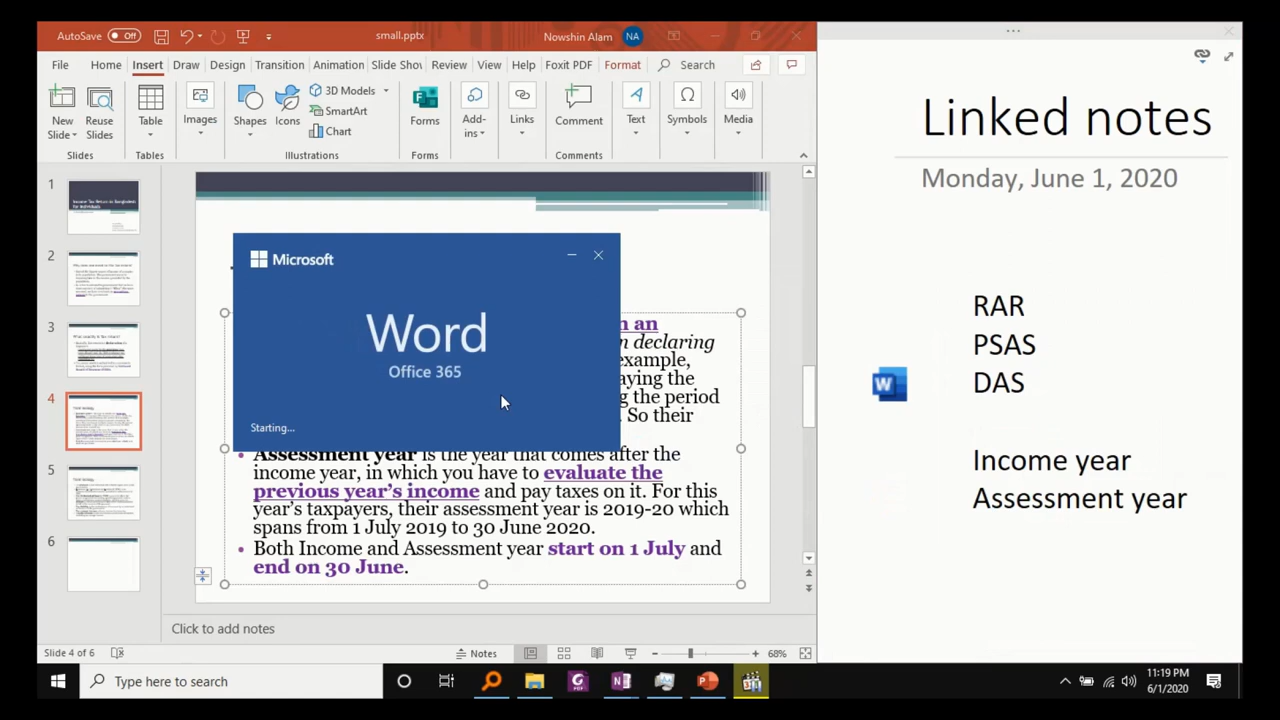 AutoSave Off small.pptx Nowshin Alam NA
File Home Insert Draw Design Transition Animation Slide Shov Review View Help Foxit PDF Format Search
New Slide Reuse Slides Table Images Shapes Icons 3D Models SmartArt Chart Forms Add-ins Links Comment Text Symbols Media
Slides Tables Illustrations Forms Comments
1
2
3
4
5
6
Microsoft
Word
Office 365
Starting...
n an
n declaring
example,
aying the
g the period
. So their
Assessment year is the year that comes after the
income year, in which you have to evaluate the
previous year's income and pay taxes on it. For this
year's taxpayers, their assessment year is 2019-20 which
spans from 1 July 2019 to 30 June 2020.
Both Income and Assessment year start on 1 July and
end on 30 June.
Click to add notes
Slide 4 of 6 Notes 68%
Linked notes
Monday, June 1, 2020
RAR
PSAS
W DAS
Income year
Assessment year
Type here to search
11:19 PM
6/1/2020